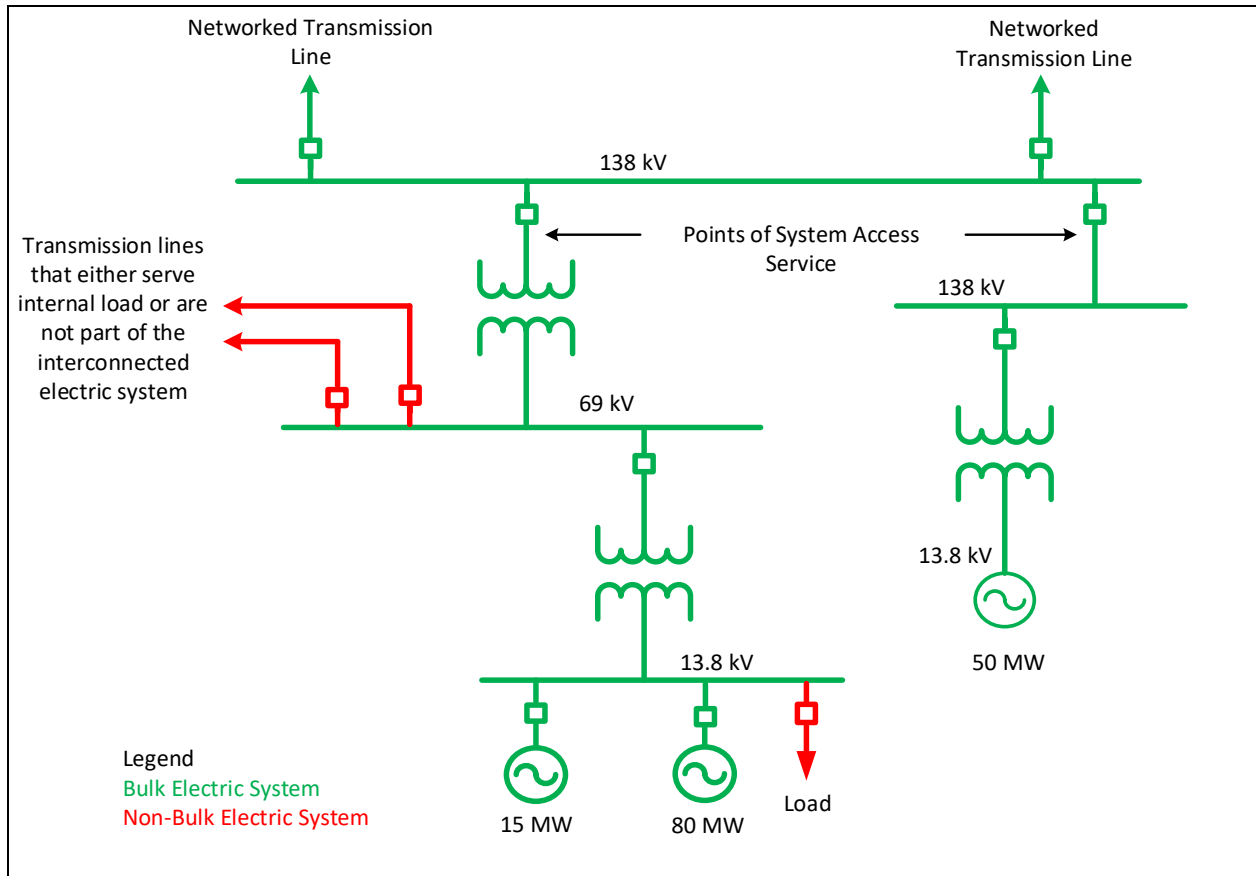 Networked Transmission
Line
Networked
Transmission Line
138 kV
Transmission lines
that either serve
internal load or are
not part of the
interconnected
electric system
Points of System Access
Service
138 kV
69 kV
13.8 kV
50 MW
13.8 kV
Legend
Bulk Electric System
Non-Bulk Electric System
15 MW
80 MW
Load